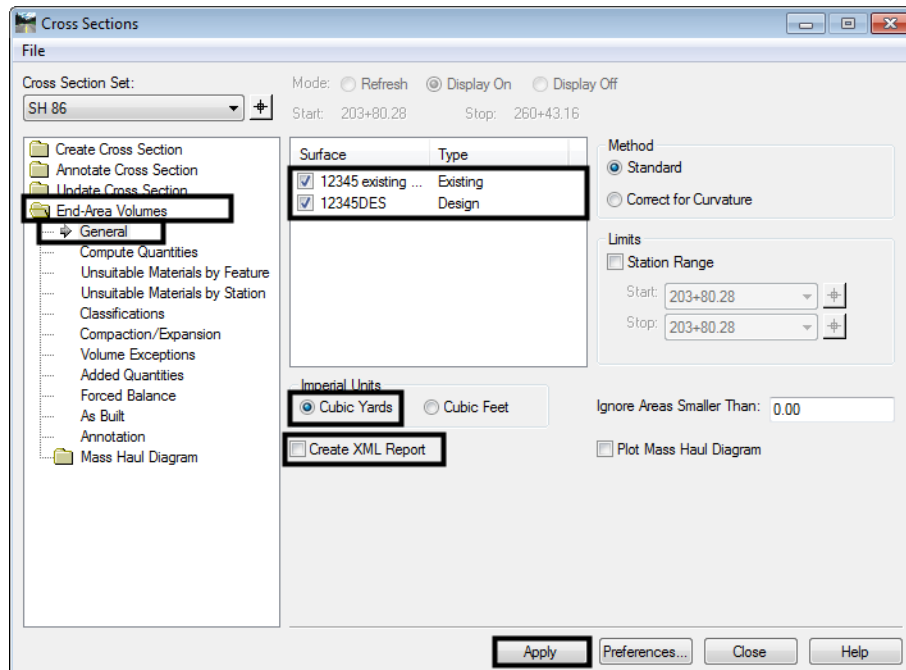 Cross Sections
File
Cross Section Set:
SH 86
Mode: Refresh Display On Display Off
Start: 203+80.28 Stop: 260+43.16
Create Cross Section
Annotate Cross Section
Update Cross Section
End-Area Volumes
General
Compute Quantities
Unsuitable Materials by Feature
Unsuitable Materials by Station
Classifications
Compaction/Expansion
Volume Exceptions
Added Quantities
Forced Balance
As Built
Annotation
Mass Haul Diagram
Surface Type
12345 existing ... Existing
12345DES Design
Method
Standard
Correct for Curvature
Limits
Station Range
Start: 203+80.28
Stop: 203+80.28
Imperial Units
Cubic Yards Cubic Feet
Ignore Areas Smaller Than: 0.00
Create XML Report
Plot Mass Haul Diagram
Apply Preferences... Close Help